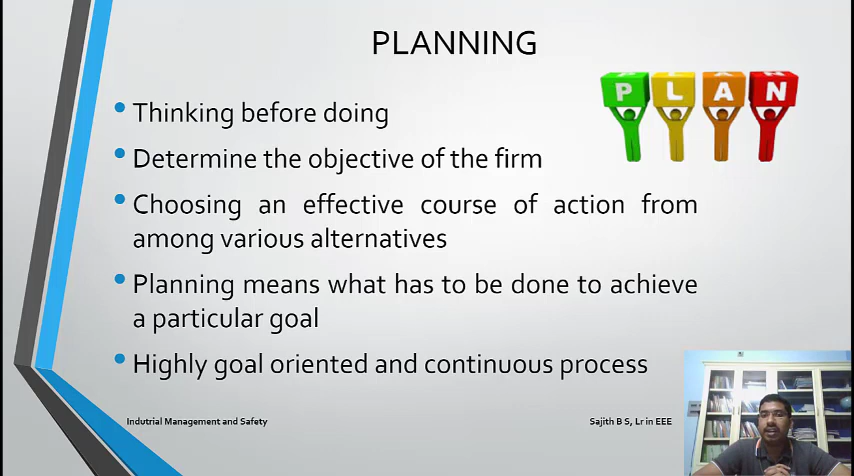 PLANNING
PLAN
Thinking before doing
Determine the objective of the firm
Choosing an effective course of action from
among various alternatives
Planning means what has to be done to achieve
a particular goal
Highly goal oriented and continuous process
Indutrial Management and Safety
Sajith B S, Lr in EEE